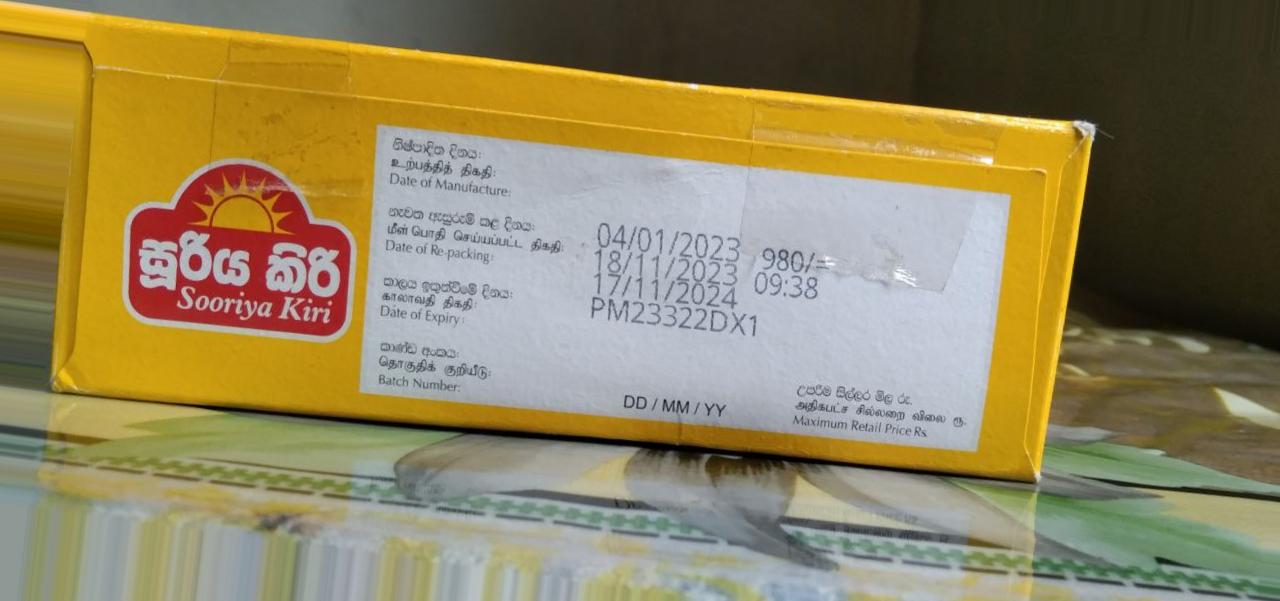 සූරිය කිරි
Sooriya Kiri
නිෂ්පාදිත දිනය:
உற்பத்தித் திகதி:
Date of Manufacture:
නැවත ඇසුරුම් කළ දිනය:
மீள் பொதி செய்யப்பட்ட திகதி:
Date of Re-packing:
කාලය ඉකුත්වීමේ දිනය:
காலாவதி திகதி:
Date of Expiry:
කාණ්ඩ අංකය:
தொகுதிக் குறியீடு:
Batch Number:
04/01/2023 980/=
18/11/2023 09:38
17/11/2024
PM23322DX1
DD / MM / YY
උපරිම සිල්ලර මිල රු.
அதிகபட்ச சில்லறை விலை ரூ.
Maximum Retail Price Rs.